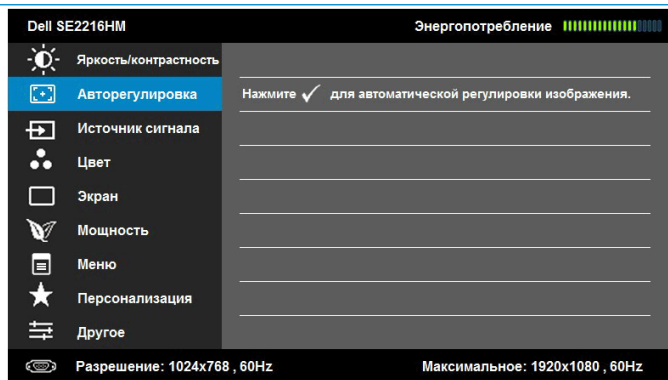 Dell SE2216HM Энергопотребление
Яркость/контрастность
Авторегулировка Нажмите для автоматической регулировки изображения.
Источник сигнала
Цвет
Экран
Мощность
Меню
Персонализация
Другое
Разрешение: 1024x768 , 60Hz Максимальное: 1920x1080 , 60Hz